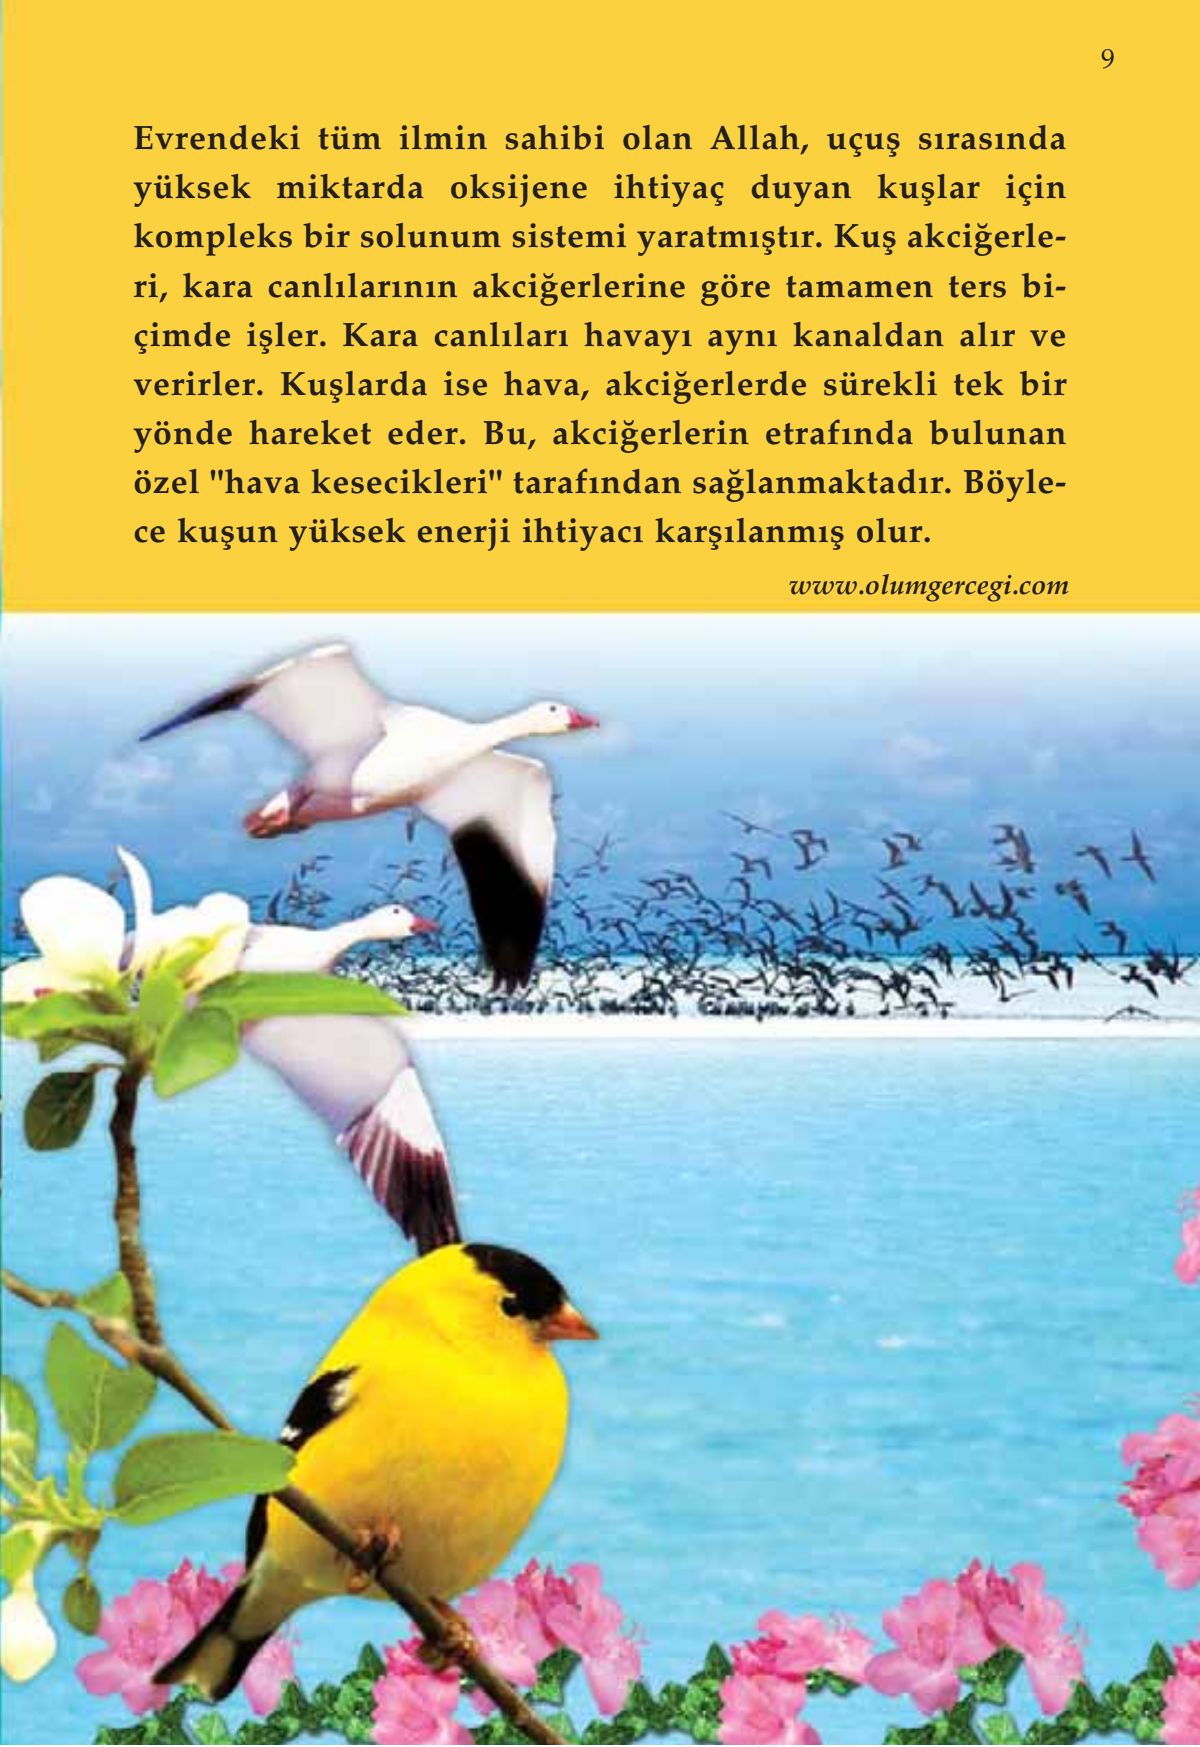 9
Evrendeki tüm ilmin sahibi olan Allah, uçuş sırasında
yüksek miktarda oksijene ihtiyaç duyan kuşlar için
kompleks bir solunum sistemi yaratmıştır. Kuş akciğerle-
ri, kara canlılarının akciğerlerine göre tamamen ters bi-
çimde işler. Kara canlıları havayı aynı kanaldan alır ve
verirler. Kuşlarda ise hava, akciğerlerde sürekli tek bir
yönde hareket eder. Bu, akciğerlerin etrafında bulunan
özel "hava kesecikleri" tarafından sağlanmaktadır. Böyle-
ce kuşun yüksek enerji ihtiyacı karşılanmış olur.
www.olumgercegi.com